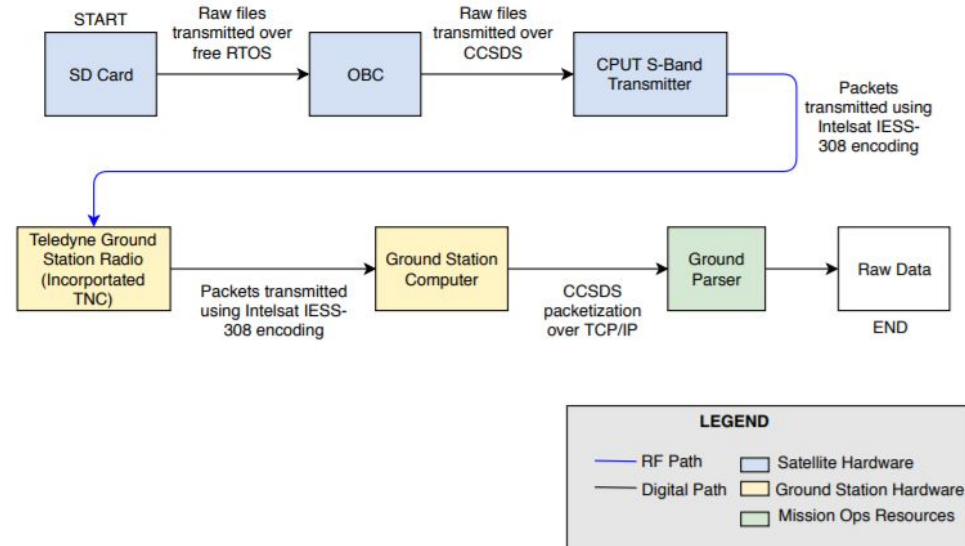 START
Raw files
transmitted over
free RTOS
Raw files
transmitted over
CCSDS
SD Card
OBC
CPUT S-Band
Transmitter
Packets
transmitted using
Intelsat IESS-
308 encoding
Teledyne Ground
Station Radio
(Incorportated
TNC)
Packets transmitted
using Intelsat IESS-
308 encoding
Ground Station
Computer
CCSDS
packetization
over TCP/IP
Ground
Parser
Raw Data
END
LEGEND
RF Path
Satellite Hardware
Digital Path
Ground Station Hardware
Mission Ops Resources